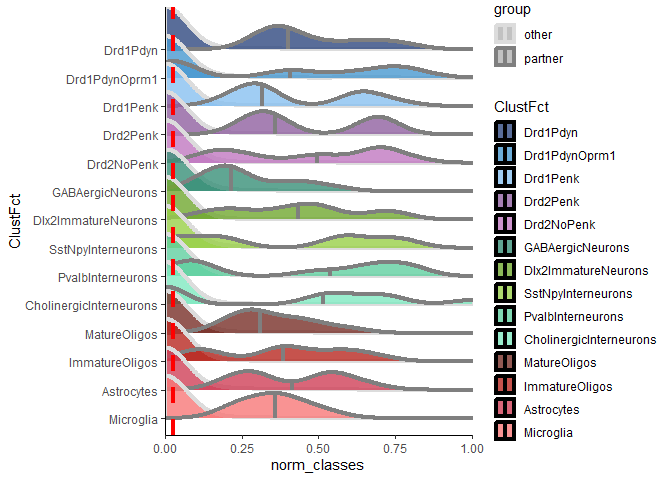 group
other
partner
ClustFct
Drd1Pdyn
Drd1PdynOprm1
Drd1Penk
Drd2Penk
Drd2NoPenk
GABAergicNeurons
Dlx2ImmatureNeurons
SstNpyInterneurons
PvalbInterneurons
CholinergicInterneurons
MatureOligos
ImmatureOligos
Astrocytes
Microglia
ClustFct
Drd1Pdyn
Drd1PdynOprm1
Drd1Penk
Drd2Penk
Drd2NoPenk
GABAergicNeurons
Dlx2ImmatureNeurons
SstNpyInterneurons
PvalbInterneurons
CholinergicInterneurons
MatureOligos
ImmatureOligos
Astrocytes
Microglia
0.00 0.25 0.50 0.75 1.00
norm_classes